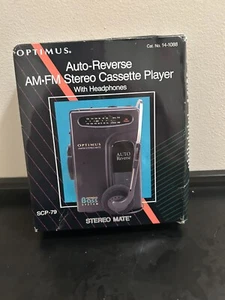 OPTIMUS
Cat. No. 14-1088
Auto-Reverse
AM·FM Stereo Cassette Player
With Headphones
OPTIMUS
AUTO
Reverse
SCP-79
STEREO MATE